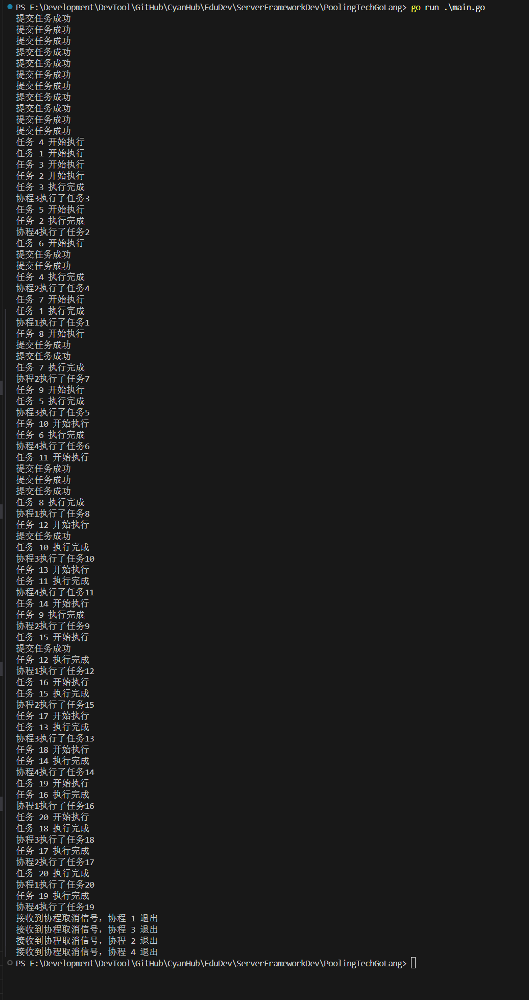 PS E:\Development\DevTool\GitHub\CyanHub\EduDev\ServerFrameworkDev\PoolingTechGoLang> go run .\main.go
提交任务成功
提交任务成功
提交任务成功
提交任务成功
提交任务成功
提交任务成功
提交任务成功
提交任务成功
提交任务成功
提交任务成功
提交任务成功
任务 4 开始执行
任务 1 开始执行
任务 3 开始执行
任务 2 开始执行
任务 3 执行完成
协程3执行了任务3
任务 5 开始执行
任务 2 执行完成
协程4执行了任务2
任务 6 开始执行
提交任务成功
提交任务成功
任务 4 执行完成
协程2执行了任务4
任务 7 开始执行
任务 1 执行完成
协程1执行了任务1
任务 8 开始执行
提交任务成功
提交任务成功
任务 7 执行完成
协程2执行了任务7
任务 9 开始执行
任务 5 执行完成
协程3执行了任务5
任务 10 开始执行
任务 6 执行完成
协程4执行了任务6
任务 11 开始执行
提交任务成功
提交任务成功
提交任务成功
任务 8 执行完成
协程1执行了任务8
任务 12 开始执行
提交任务成功
任务 10 执行完成
协程3执行了任务10
任务 13 开始执行
任务 11 执行完成
协程4执行了任务11
任务 14 开始执行
任务 9 执行完成
协程2执行了任务9
任务 15 开始执行
提交任务成功
任务 12 执行完成
协程1执行了任务12
任务 16 开始执行
任务 15 执行完成
协程2执行了任务15
任务 17 开始执行
任务 13 执行完成
协程3执行了任务13
任务 18 开始执行
任务 14 执行完成
协程4执行了任务14
任务 19 开始执行
任务 16 执行完成
协程1执行了任务16
任务 20 开始执行
任务 18 执行完成
协程3执行了任务18
任务 17 执行完成
协程2执行了任务17
任务 20 执行完成
协程1执行了任务20
任务 19 执行完成
协程4执行了任务19
接收到协程取消信号，协程 1 退出
接收到协程取消信号，协程 3 退出
接收到协程取消信号，协程 2 退出
接收到协程取消信号，协程 4 退出
PS E:\Development\DevTool\GitHub\CyanHub\EduDev\ServerFrameworkDev\PoolingTechGoLang>